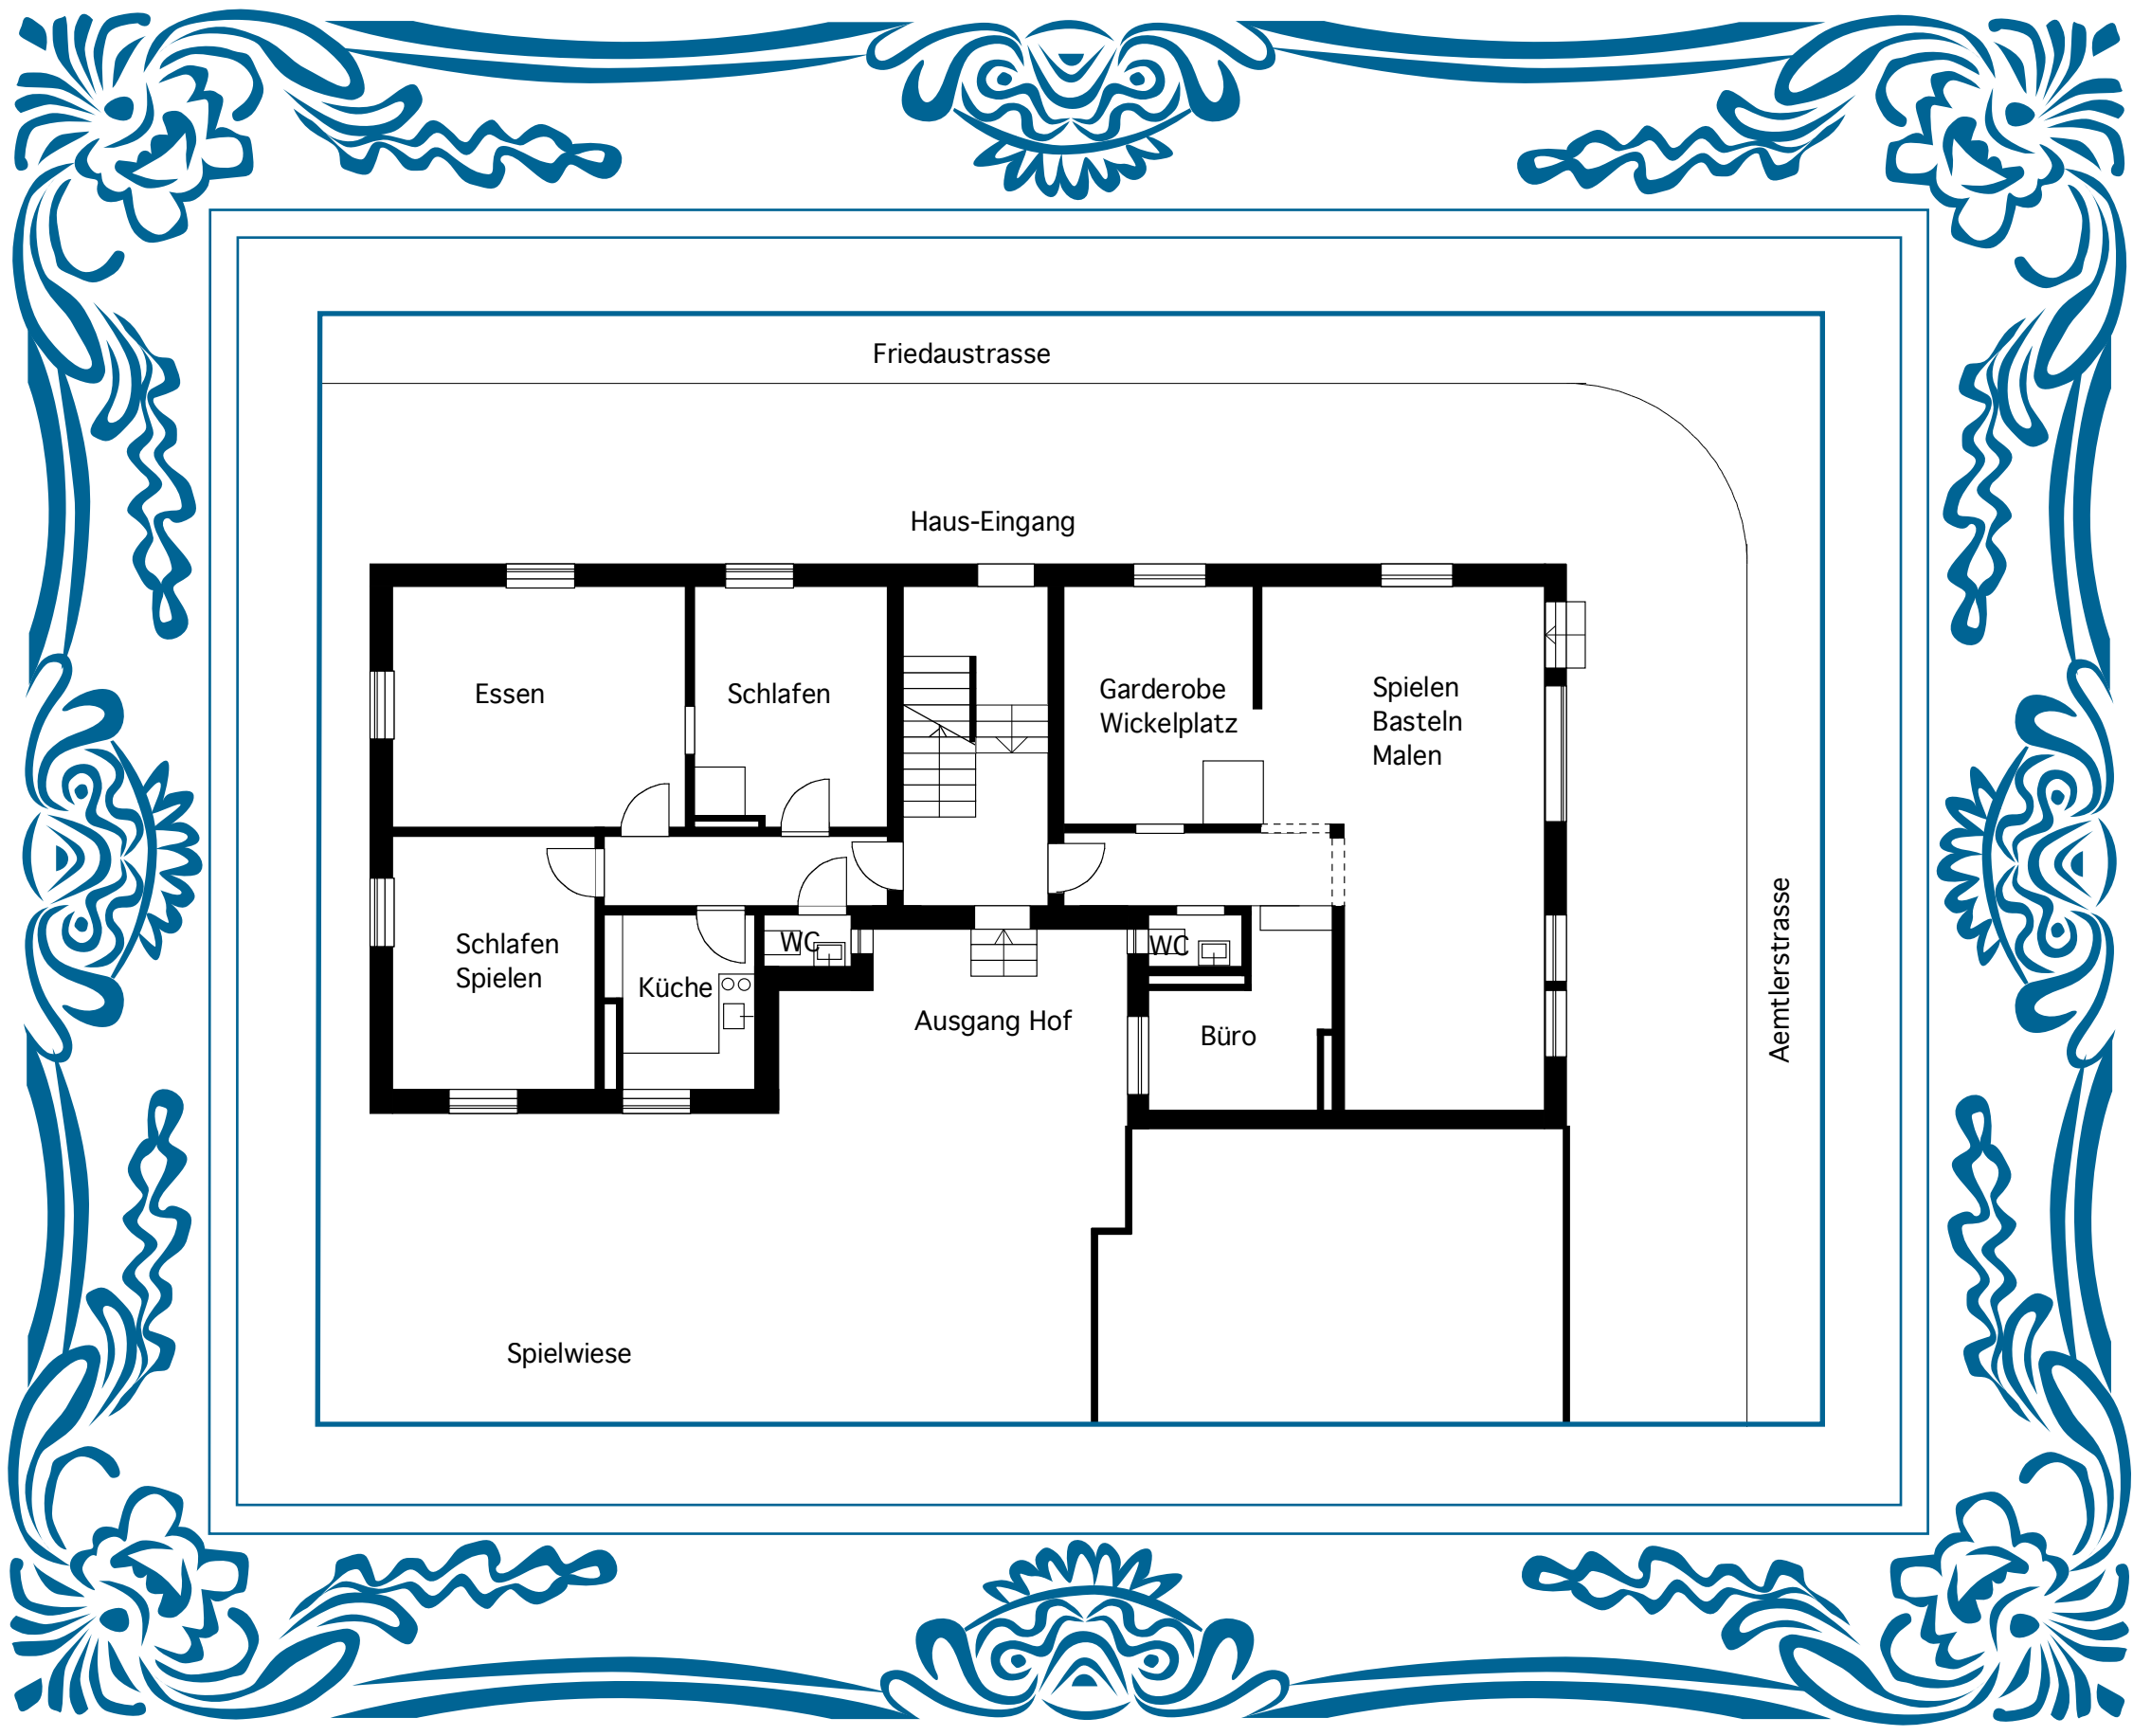 Friedaustrasse
Haus-Eingang
Essen
Schlafen
Garderobe
Wickelplatz
Spielen
Basteln
Malen
Schlafen
Spielen
Küche
WC
WC
Ausgang Hof
Büro
Aemtlerstrasse
Spielwiese